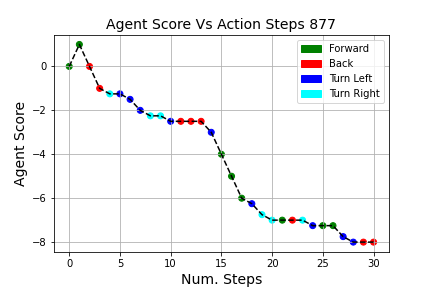 Agent Score Vs Action Steps 877
Forward
Back
Turn Left
Turn Right
Agent Score
0
−2
−4
−6
−8
0 5 10 15 20 25 30
Num. Steps